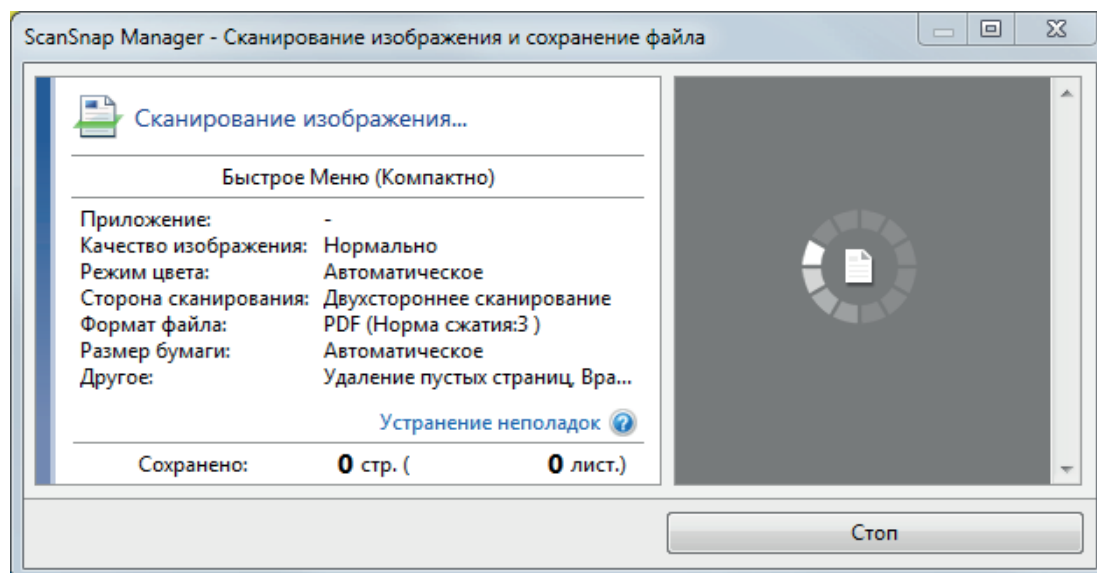 ScanSnap Manager - Сканирование изображения и сохранение файла
Сканирование изображения...
Быстрое Меню (Компактно)
Приложение: -
Качество изображения: Нормально
Режим цвета: Автоматическое
Сторона сканирования: Двухстороннее сканирование
Формат файла: PDF (Норма сжатия:3 )
Размер бумаги: Автоматическое
Другое: Удаление пустых страниц, Вра...
Устранение неполадок ?
Сохранено: 0 стр. ( 0 лист.)
Стоп